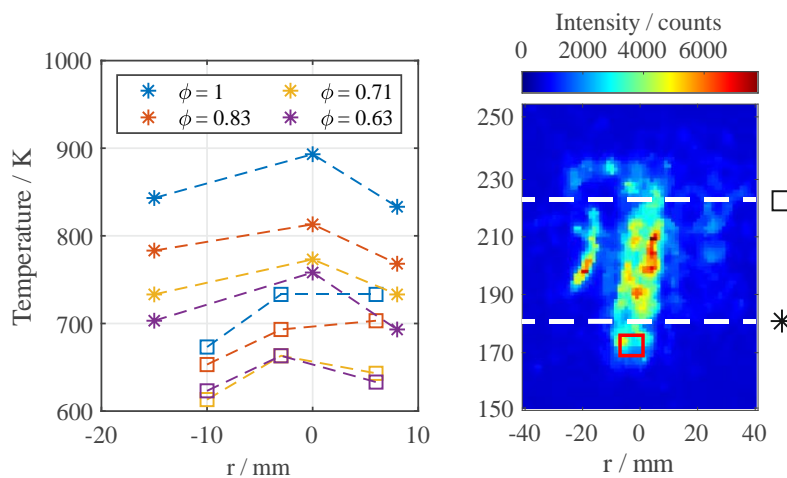 Intensity / counts
0 2000 4000 6000
1000
900
800
700
600
Temperature / K
ϕ = 1 ϕ = 0.71
ϕ = 0.83 ϕ = 0.63
-20 -10 0 10
r / mm
250
230
210
190
170
150
-40 -20 0 20 40
r / mm